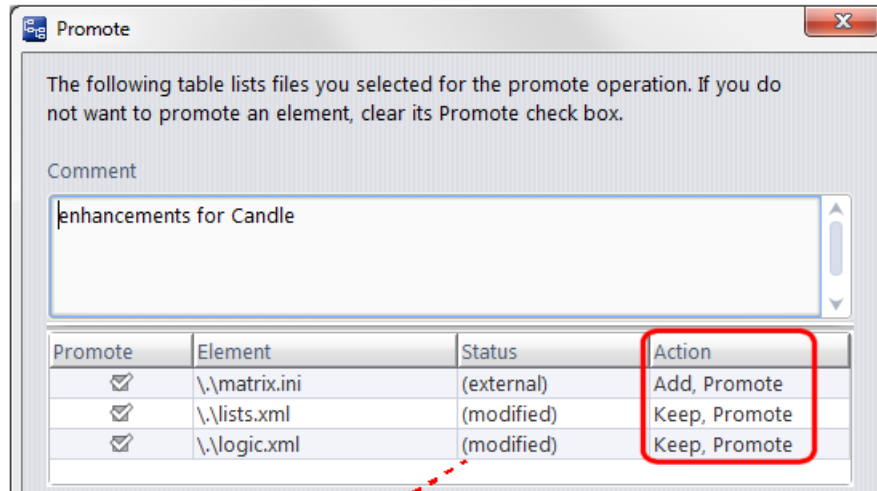 Promote
The following table lists files you selected for the promote operation. If you do
not want to promote an element, clear its Promote check box.
Comment
enhancements for Candle
Promote Element Status Action
\.\matrix.ini (external) Add, Promote
\.\lists.xml (modified) Keep, Promote
\.\logic.xml (modified) Keep, Promote